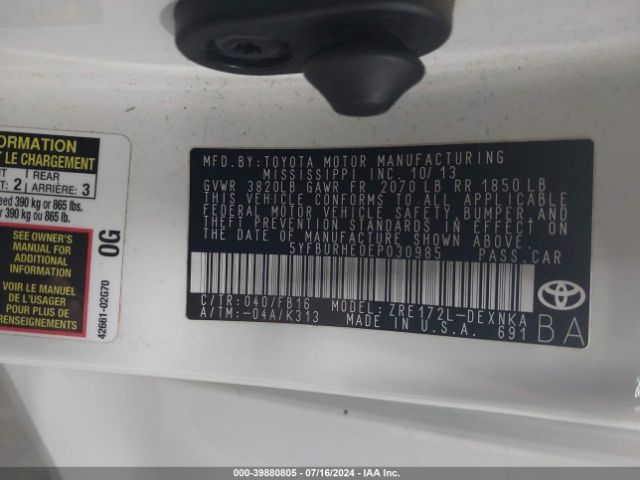 ORMATION
T LE CHARGEMENT
T: 2 | REAR ARRIÈRE: 3
eed 390 kg or 865 lbs.
r 390 kg ou 865 lb.
SEE OWNER'S
MANUAL FOR
ADDITIONAL
INFORMATION
VOIR LE MANUEL
DE L'USAGER
POUR PLUS DE
RENSEIGNEMENTS
0G
42661-02G70
MFD.BY:TOYOTA MOTOR MANUFACTURING
MISSISSIPPI INC. 10/13
GVWR 3820LB GAWR FR 2070 LB RR 1850 LB
THIS VEHICLE CONFORMS TO ALL APPLICABLE
FEDERAL MOTOR VEHICLE SAFETY, BUMPER,AND
THEFT PREVENTION STANDARDS IN EFFECT ON
THE DATE OF MANUFACTURE SHOWN ABOVE.
5YFBURHE0EP030985 PASS.CAR
C/TR:040/FB16 MODEL:ZRE172L-DEXNKA
A/TM:-04A/K313 MADE IN U.S.A. 691
BA
TOYOTA
000-39880805 / 07/16/2024 - IAA Inc.